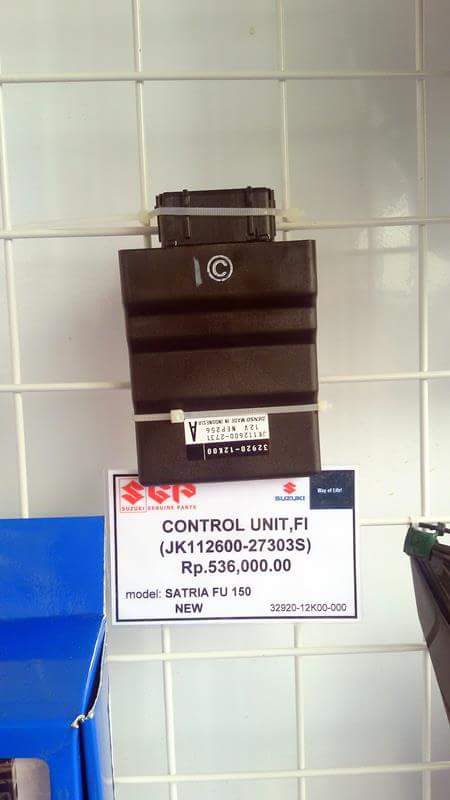 ©
32920-12K00
JK112600-2731
12V NEP256
DENSO MADE IN INDONESIA
A
SGP
SUZUKI GENUINE PARTS
SUZUKI
Way of Life!
CONTROL UNIT,FI
(JK112600-27303S)
Rp.536,000.00
model: SATRIA FU 150
NEW
32920-12K00-000